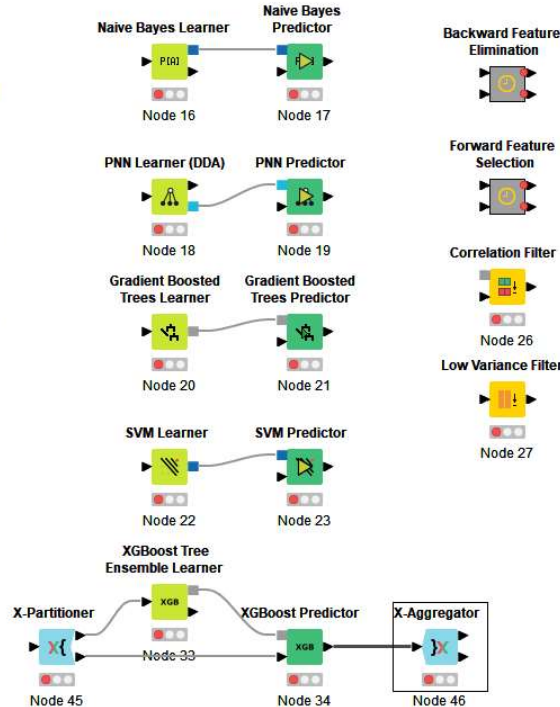 Naive Bayes Learner
Naive Bayes
Predictor
P[A]
Node 16
Node 17
Backward Feature
Elimination
PNN Learner (DDA)
PNN Predictor
Node 18
Node 19
Forward Feature
Selection
Gradient Boosted
Trees Learner
Gradient Boosted
Trees Predictor
Node 20
Node 21
Correlation Filter
Node 26
Low Variance Filter
Node 27
SVM Learner
SVM Predictor
Node 22
Node 23
XGBoost Tree
Ensemble Learner
XGB
Node 33
X-Partitioner
X{
Node 45
XGBoost Predictor
XGB
Node 34
X-Aggregator
}X
Node 46